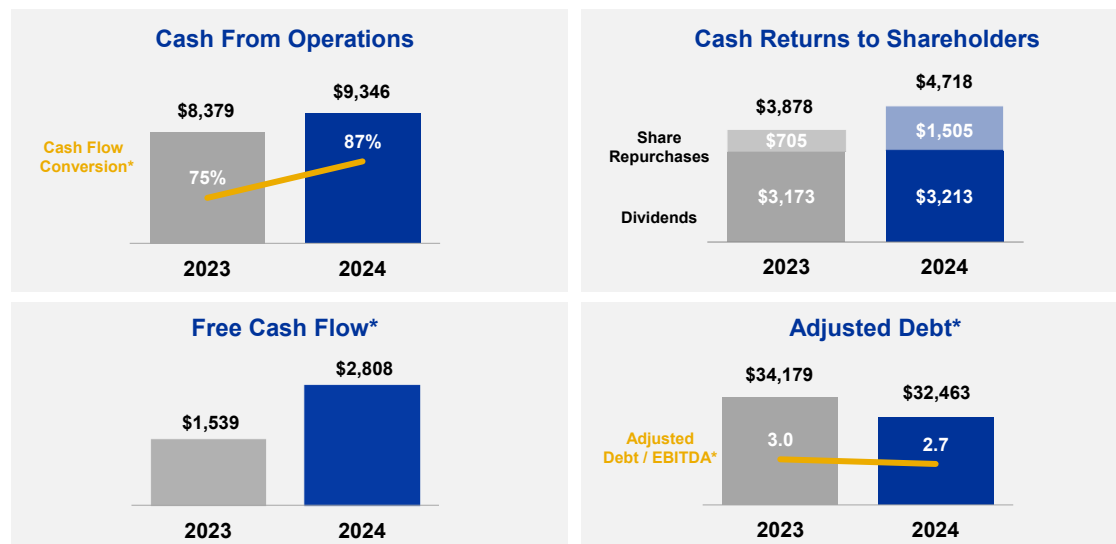 Cash From Operations
$8,379
$9,346
Cash Flow
Conversion*
75%
87%
2023
2024
Cash Returns to Shareholders
$3,878
$4,718
Share
Repurchases
$705
$1,505
Dividends
$3,173
$3,213
2023
2024
Free Cash Flow*
$1,539
$2,808
2023
2024
Adjusted Debt*
$34,179
$32,463
Adjusted
Debt / EBITDA*
3.0
2.7
2023
2024